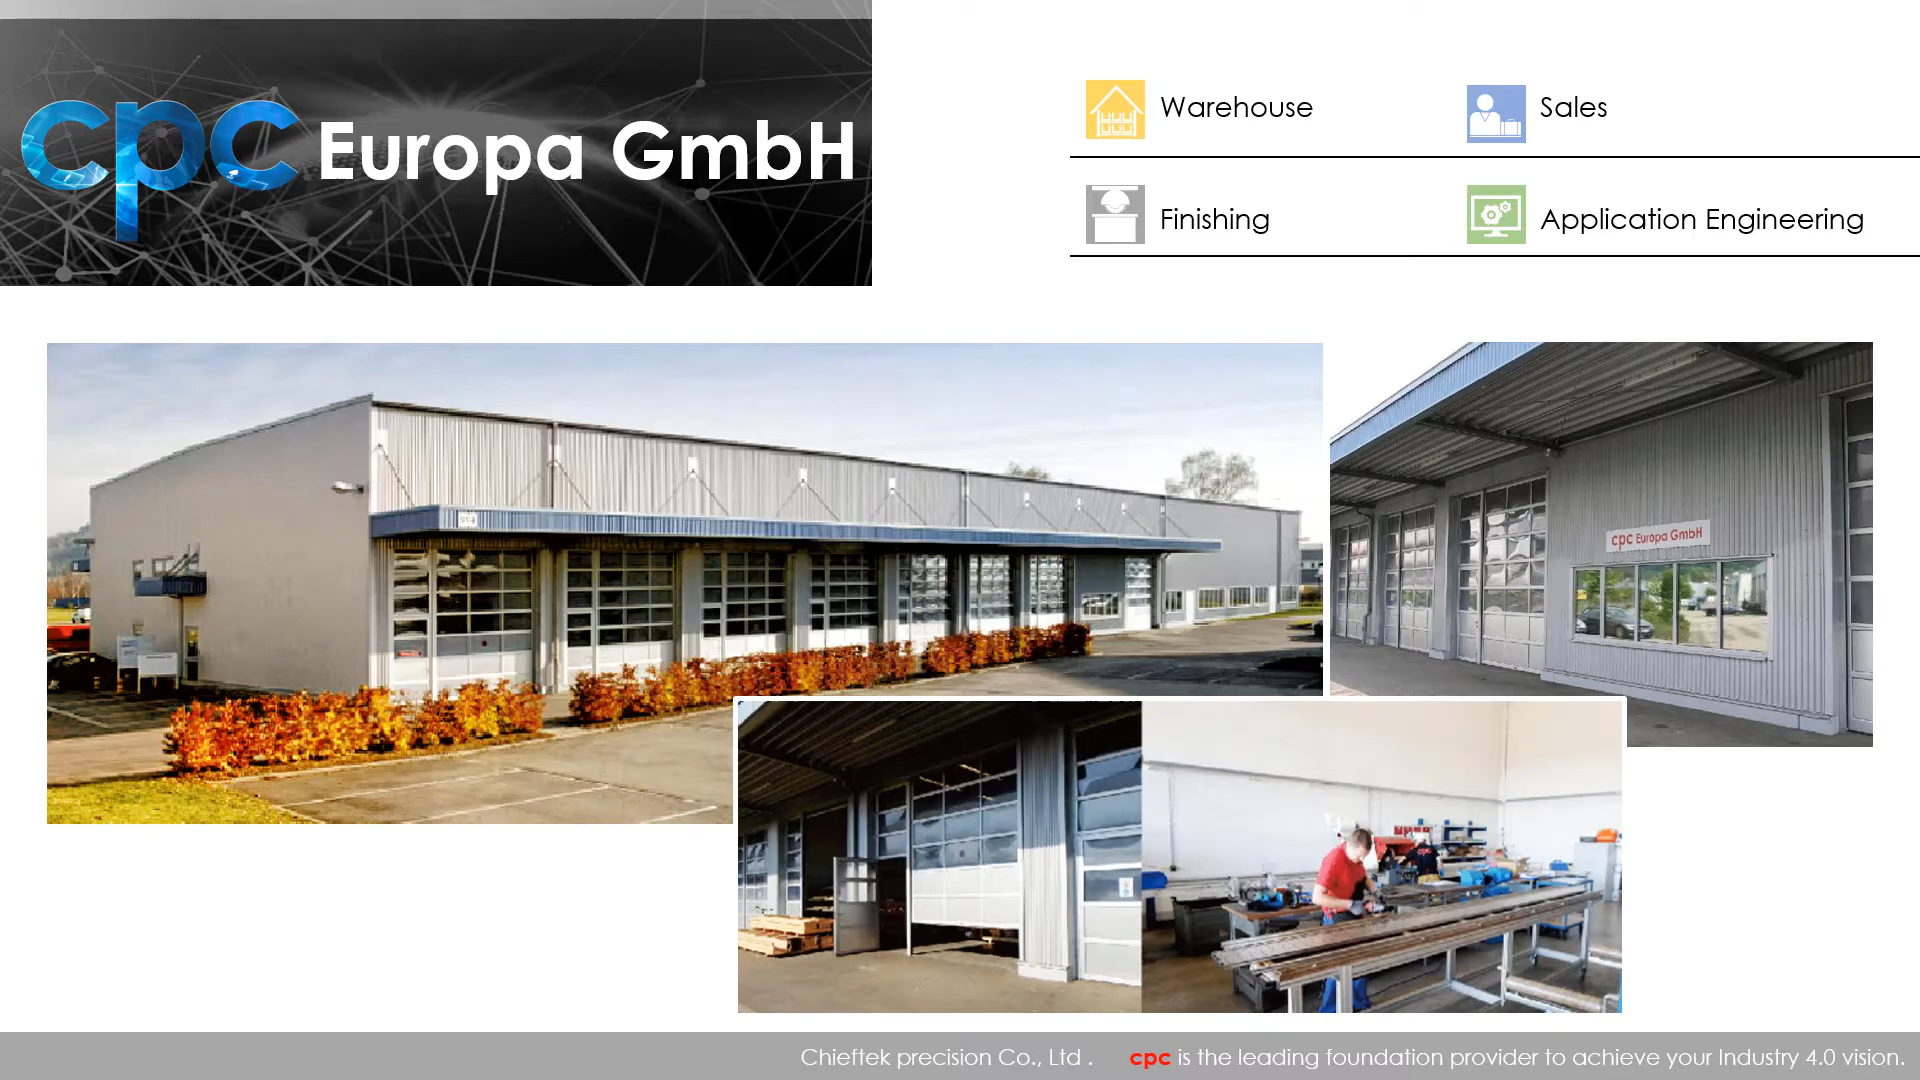 cpc Europa GmbH
Warehouse
Sales
Finishing
Application Engineering
cpc Europa GmbH
Chieftek precision Co., Ltd .
cpc is the leading foundation provider to achieve your Industry 4.0 vision.